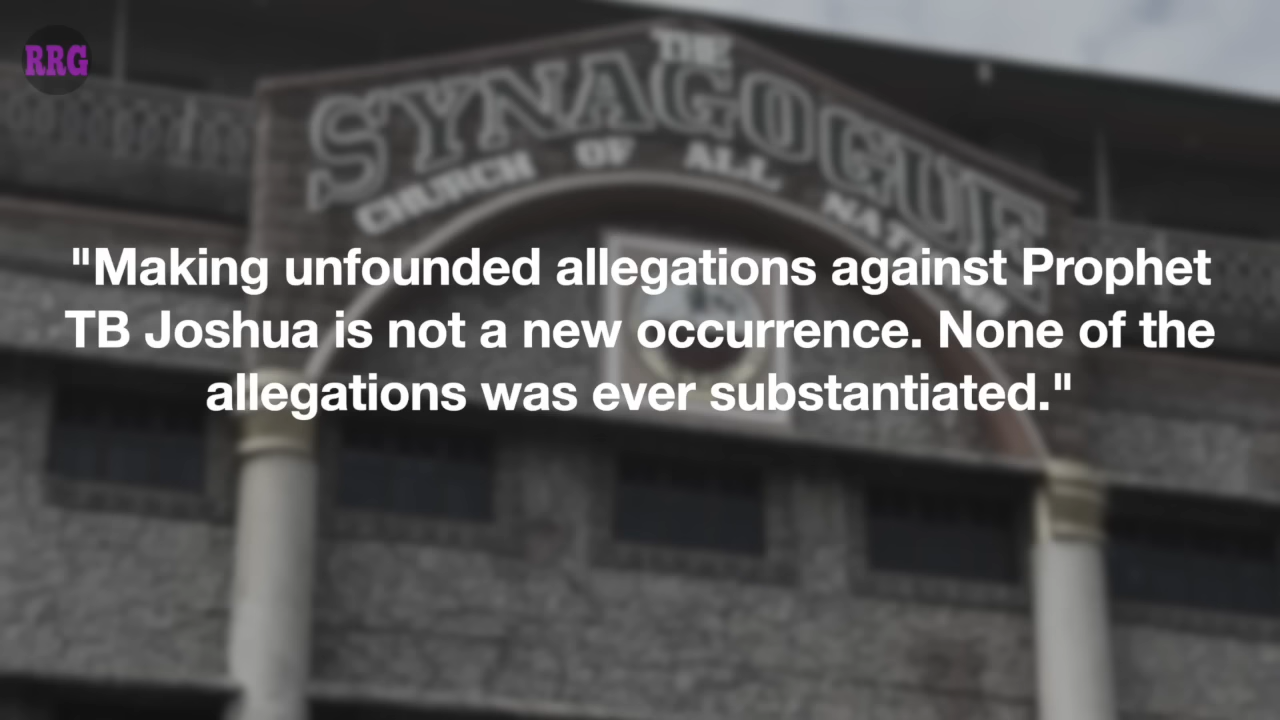 RRG
THE
SYNAGOGUE
CHURCH OF ALL NATIONS
"Making unfounded allegations against Prophet
TB Joshua is not a new occurrence. None of the
allegations was ever substantiated."